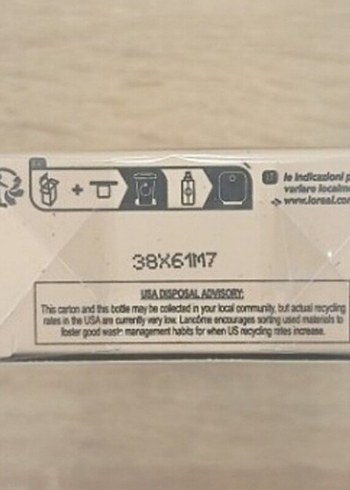 IT le indicazioni p
variare localm
www.loreal.co
38X61M7
USA DISPOSAL ADVISORY:
This carton and this bottle may be collected in your local community, but actual recycling
rates in the USA are currently very low. Lancôme encourages sorting used materials to
foster good waste management habits for when US recycling rates increase.